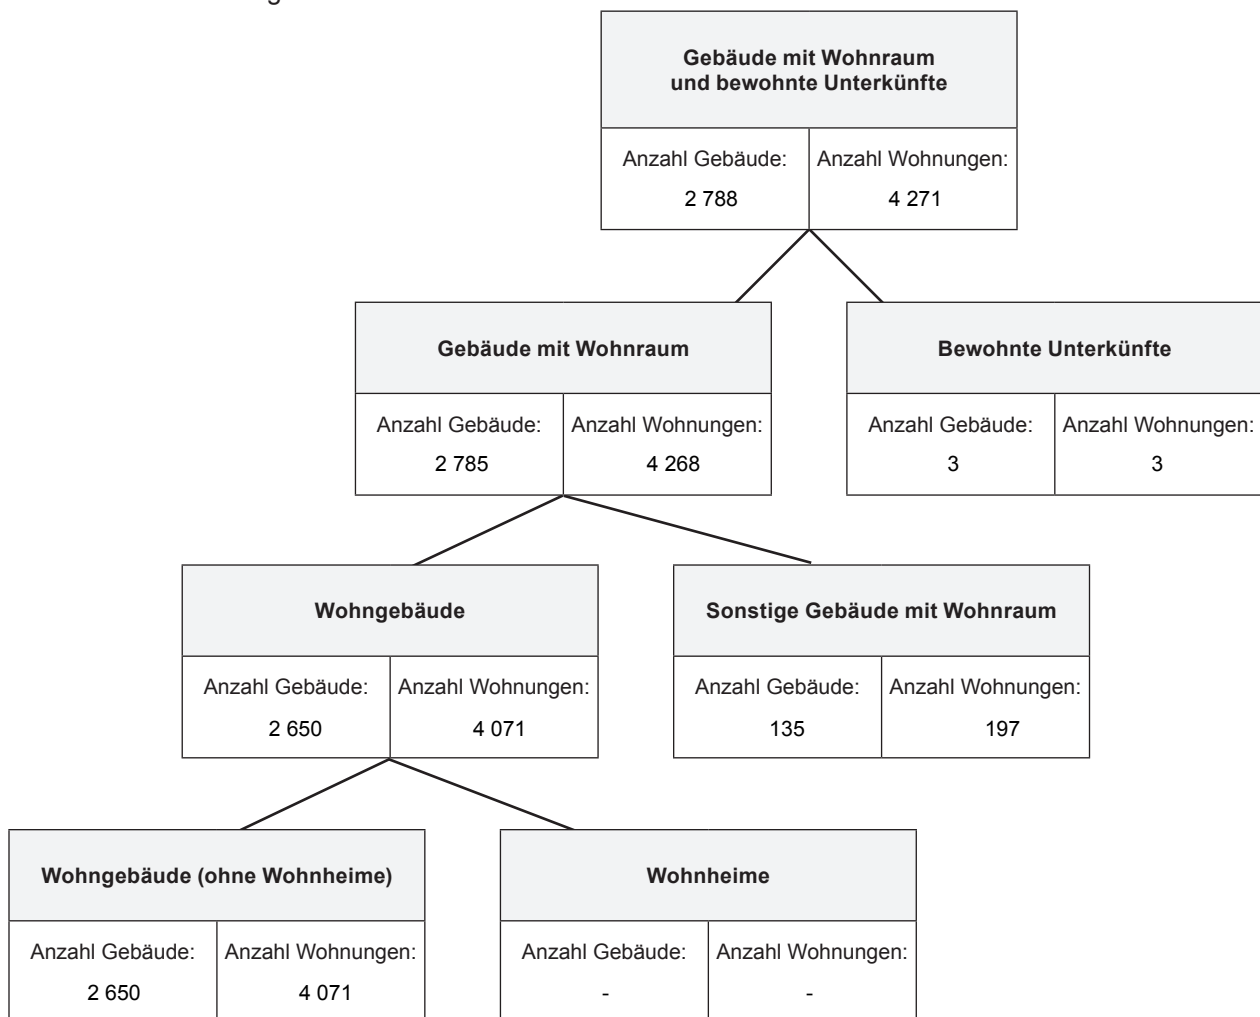 Gebäude mit Wohnraum
und bewohnte Unterkünfte
Anzahl Gebäude: Anzahl Wohnungen:
2 788 4 271
Gebäude mit Wohnraum Bewohnte Unterkünfte
Anzahl Gebäude: Anzahl Wohnungen: Anzahl Gebäude: Anzahl Wohnungen:
2 785 4 268 3 3
Wohngebäude Sonstige Gebäude mit Wohnraum
Anzahl Gebäude: Anzahl Wohnungen: Anzahl Gebäude: Anzahl Wohnungen:
2 650 4 071 135 197
Wohngebäude (ohne Wohnheime) Wohnheime
Anzahl Gebäude: Anzahl Wohnungen: Anzahl Gebäude: Anzahl Wohnungen:
2 650 4 071 - -